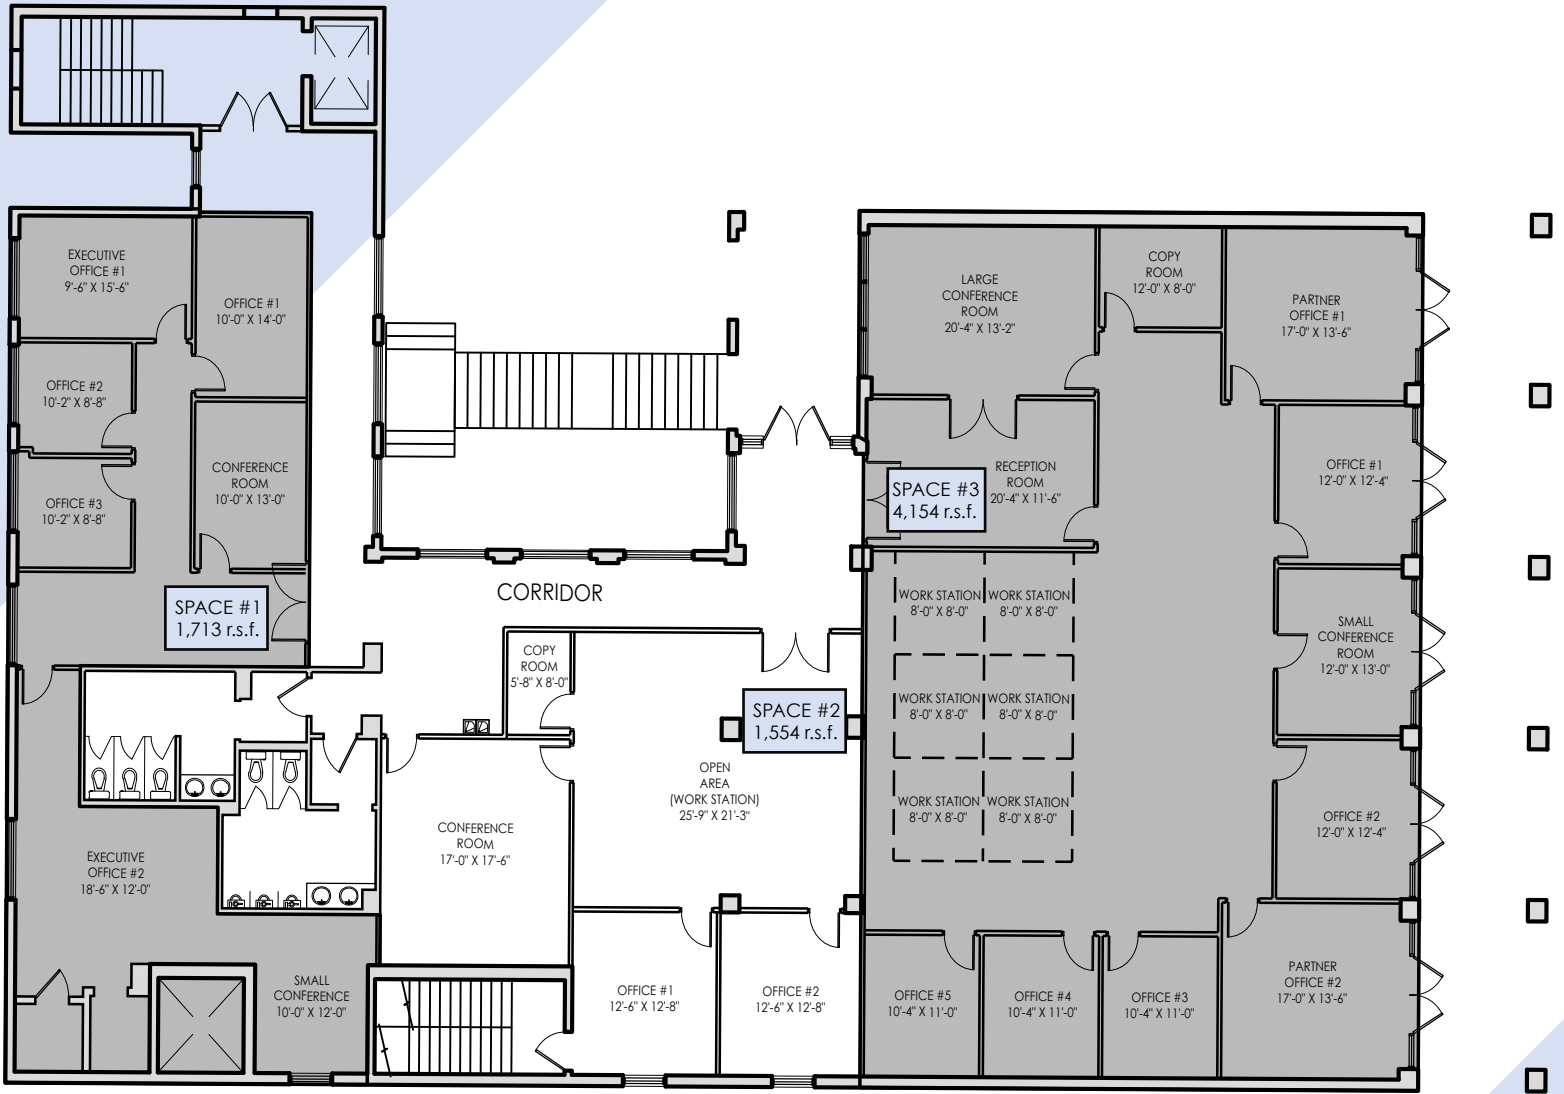 EXECUTIVE
OFFICE #1
9'-6" X 15'-6"
OFFICE #1
10'-0" X 14'-0"
OFFICE #2
10'-2" X 8'-8"
CONFERENCE
ROOM
10'-0" X 13'-0"
OFFICE #3
10'-2" X 8'-8"
SPACE #1
1,713 r.s.f.
EXECUTIVE
OFFICE #2
18'-6" X 12'-0"
SMALL
CONFERENCE
10'-0" X 12'-0"
CORRIDOR
COPY
ROOM
5'-8" X 8'-0"
SPACE #2
1,554 r.s.f.
OPEN
AREA
(WORK STATION)
25'-9" X 21'-3"
CONFERENCE
ROOM
17'-0" X 17'-6"
OFFICE #1
12'-6" X 12'-8"
OFFICE #2
12'-6" X 12'-8"
LARGE
CONFERENCE
ROOM
20'-4" X 13'-2"
COPY
ROOM
12'-0" X 8'-0"
PARTNER
OFFICE #1
17'-0" X 13'-6"
SPACE #3
4,154 r.s.f.
RECEPTION
ROOM
20'-4" X 11'-6"
OFFICE #1
12'-0" X 12'-4"
WORK STATION
8'-0" X 8'-0"
WORK STATION
8'-0" X 8'-0"
SMALL
CONFERENCE
ROOM
12'-0" X 13'-0"
WORK STATION
8'-0" X 8'-0"
WORK STATION
8'-0" X 8'-0"
WORK STATION
8'-0" X 8'-0"
WORK STATION
8'-0" X 8'-0"
OFFICE #2
12'-0" X 12'-4"
OFFICE #5
10'-4" X 11'-0"
OFFICE #4
10'-4" X 11'-0"
OFFICE #3
10'-4" X 11'-0"
PARTNER
OFFICE #2
17'-0" X 13'-6"